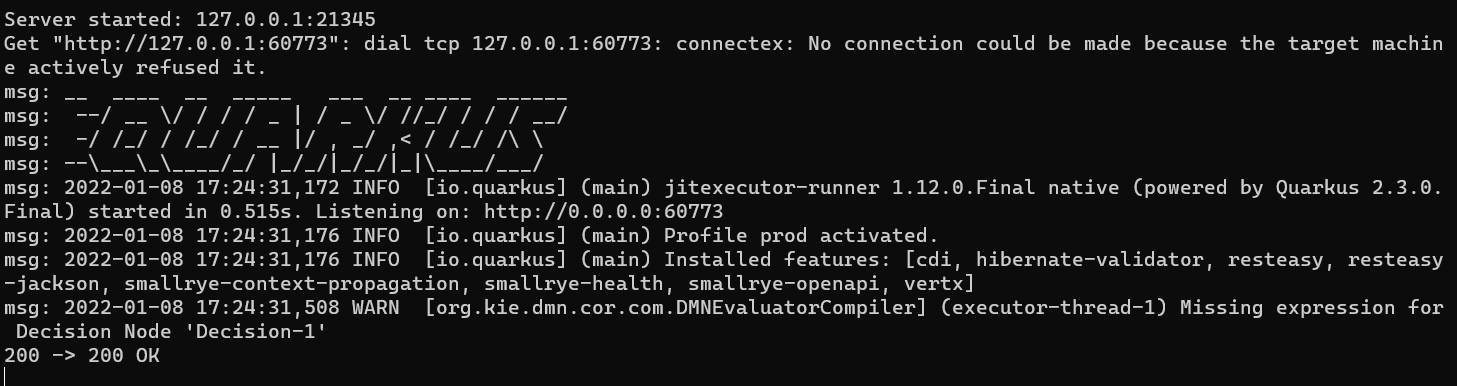 Server started: 127.0.0.1:21345
Get "http://127.0.0.1:60773": dial tcp 127.0.0.1:60773: connectex: No connection could be made because the target machin
e actively refused it.
msg: __  ____  __  _____   ___  __ ____  ______
msg:  --/ __ \/ / / / _ | / _ \/ //_/ / / / __/
msg:  -/ /_/ / /_/ / __ |/ , _/ ,< / /_/ /\ \
msg: --\___\_\____/_/ |_/_/|_/_/|_|\____/___/
msg: 2022-01-08 17:24:31,172 INFO  [io.quarkus] (main) jitexecutor-runner 1.12.0.Final native (powered by Quarkus 2.3.0.
Final) started in 0.515s. Listening on: http://0.0.0.0:60773
msg: 2022-01-08 17:24:31,176 INFO  [io.quarkus] (main) Profile prod activated.
msg: 2022-01-08 17:24:31,176 INFO  [io.quarkus] (main) Installed features: [cdi, hibernate-validator, resteasy, resteasy
-jackson, smallrye-context-propagation, smallrye-health, smallrye-openapi, vertx]
msg: 2022-01-08 17:24:31,508 WARN  [org.kie.dmn.cor.com.DMNEvaluatorCompiler] (executor-thread-1) Missing expression for
 Decision Node 'Decision-1'
200 -> 200 OK